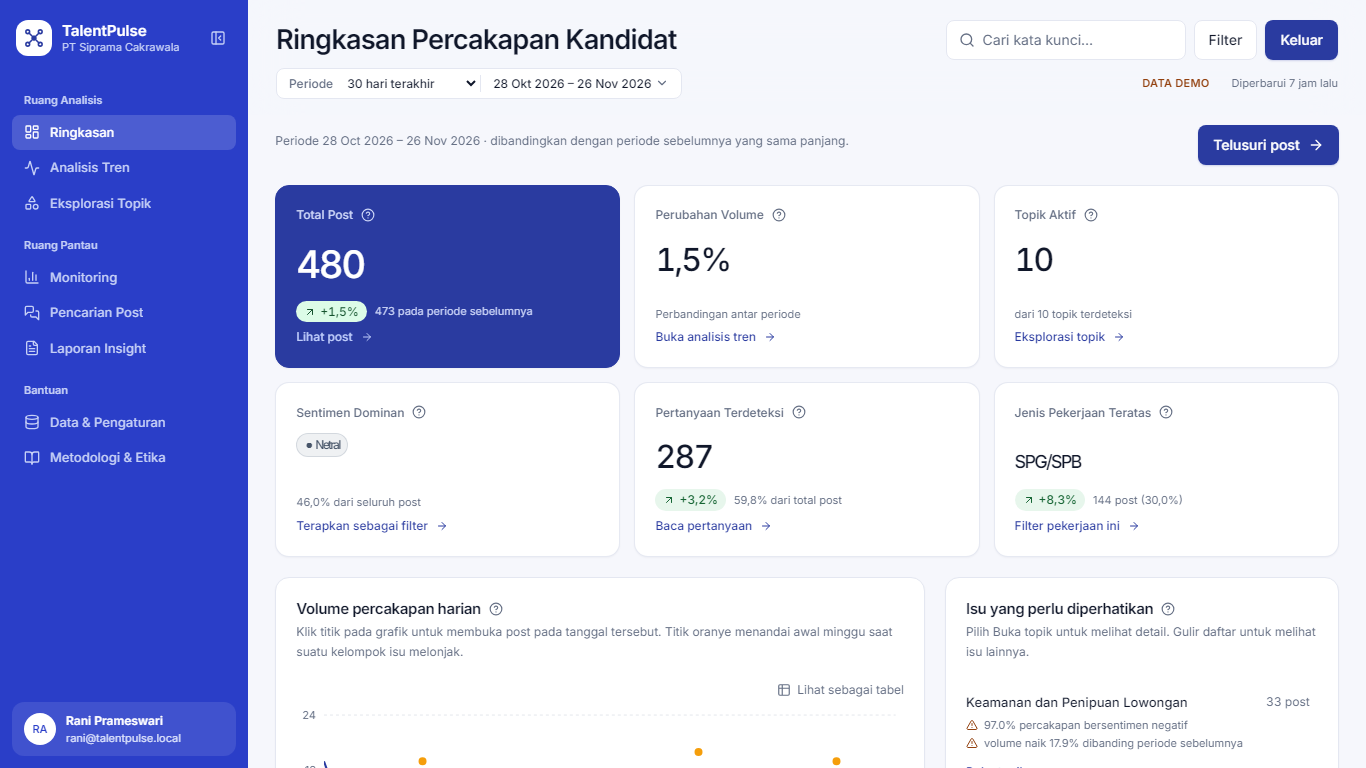 TalentPulse
PT Siprama Cakrawala
Ruang Analisis
Ringkasan
Analisis Tren
Eksplorasi Topik
Ruang Pantau
Monitoring
Pencarian Post
Laporan Insight
Bantuan
Data & Pengaturan
Metodologi & Etika
RA
Rani Prameswari
rani@talentpulse.local
Ringkasan Percakapan Kandidat
Cari kata kunci...
Filter
Keluar
Periode 30 hari terakhir 28 Okt 2026 – 26 Nov 2026
DATA DEMO Diperbarui 7 jam lalu
Periode 28 Oct 2026 – 26 Nov 2026 · dibandingkan dengan periode sebelumnya yang sama panjang.
Telusuri post
Total Post
480
+1,5% 473 pada periode sebelumnya
Lihat post
Perubahan Volume
1,5%
Perbandingan antar periode
Buka analisis tren
Topik Aktif
10
dari 10 topik terdeteksi
Eksplorasi topik
Sentimen Dominan
Netral
46,0% dari seluruh post
Terapkan sebagai filter
Pertanyaan Terdeteksi
287
+3,2% 59,8% dari total post
Baca pertanyaan
Jenis Pekerjaan Teratas
SPG/SPB
+8,3% 144 post (30,0%)
Filter pekerjaan ini
Volume percakapan harian
Klik titik pada grafik untuk membuka post pada tanggal tersebut. Titik oranye menandai awal minggu saat
suatu kelompok isu melonjak.
Lihat sebagai tabel
24
Isu yang perlu diperhatikan
Pilih Buka topik untuk melihat detail. Gulir daftar untuk melihat
isu lainnya.
Keamanan dan Penipuan Lowongan 33 post
97.0% percakapan bersentimen negatif
volume naik 17.9% dibanding periode sebelumnya